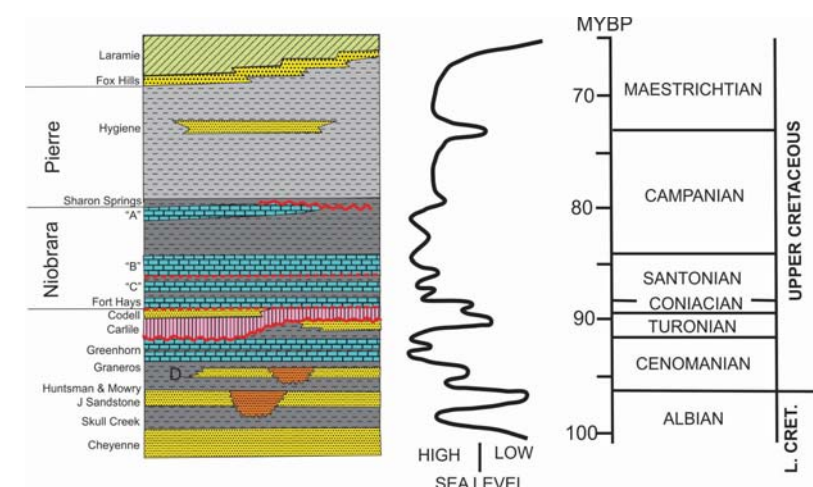 MYBP
Laramie
Fox Hills
Pierre
Hygiene
Sharon Springs
"A"
Niobrara
"B"
"C"
Fort Hays
Codell
Carlile
Greenhorn
Graneros
D
Huntsman & Mowry
J Sandstone
Skull Creek
Cheyenne
HIGH
LOW
SEA LEVEL
70
80
90
100
MAESTRICHTIAN
CAMPANIAN
SANTONIAN
CONIACIAN
TURONIAN
CENOMANIAN
ALBIAN
UPPER CRETACEOUS
L. CRET.